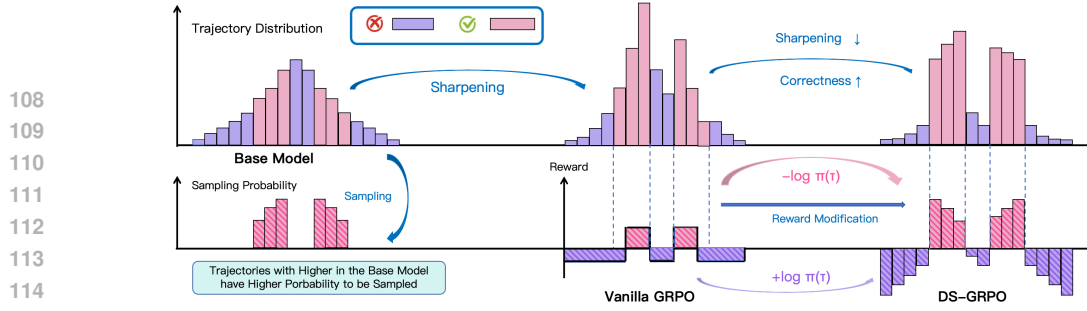 Trajectory Distribution
Sharpening
Sharpening ↓
Correctness ↑
108
109
110
111
112
113
114
Base Model
Sampling Probability
Sampling
Trajectories with Higher in the Base Model
have Higher Porbability to be Sampled
Reward
−log π(τ)
Reward Modification
+log π(τ)
Vanilla GRPO
DS-GRPO